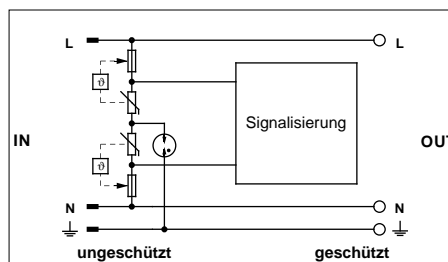 L L
ϑ
Signalisierung
IN OUT
ϑ
N N
ungeschützt geschützt